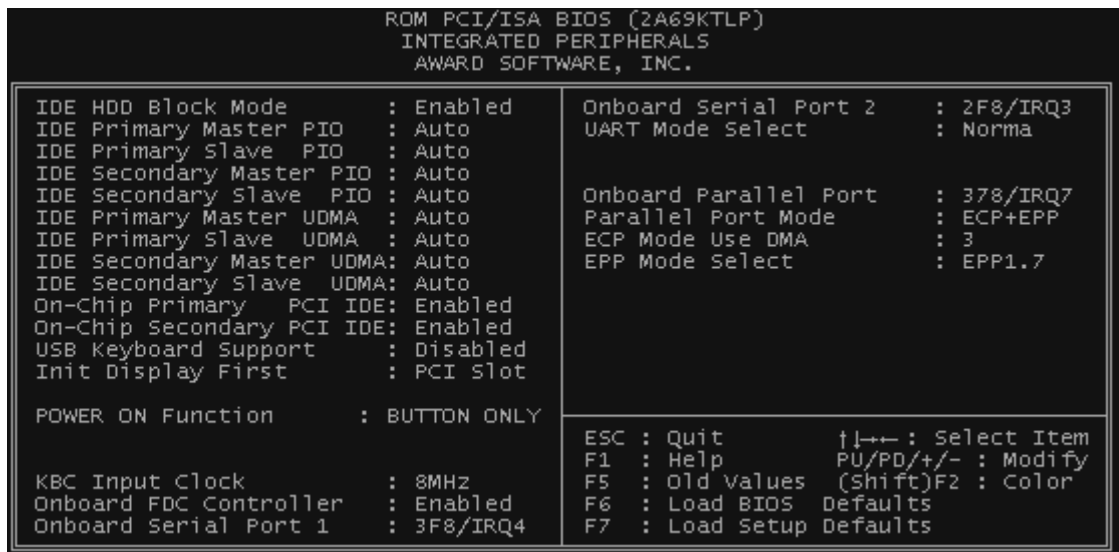 ROM PCI/ISA BIOS (2A69KTLP)
INTEGRATED PERIPHERALS
AWARD SOFTWARE, INC.
IDE HDD Block Mode : Enabled
IDE Primary Master PIO : Auto
IDE Primary Slave PIO : Auto
IDE Secondary Master PIO : Auto
IDE Secondary Slave PIO : Auto
IDE Primary Master UDMA : Auto
IDE Primary Slave UDMA : Auto
IDE Secondary Master UDMA: Auto
IDE Secondary Slave UDMA: Auto
On-Chip Primary PCI IDE: Enabled
On-Chip Secondary PCI IDE: Enabled
USB Keyboard Support : Disabled
Init Display First : PCI Slot
POWER ON Function : BUTTON ONLY
KBC Input Clock : 8MHz
Onboard FDC Controller : Enabled
Onboard Serial Port 1 : 3F8/IRQ4
Onboard Serial Port 2 : 2F8/IRQ3
UART Mode Select : Norma
Onboard Parallel Port : 378/IRQ7
Parallel Port Mode : ECP+EPP
ECP Mode Use DMA : 3
EPP Mode Select : EPP1.7
ESC : Quit ↑↓→← : Select Item
F1 : Help PU/PD/+/- : Modify
F5 : Old Values (Shift)F2 : Color
F6 : Load BIOS Defaults
F7 : Load Setup Defaults